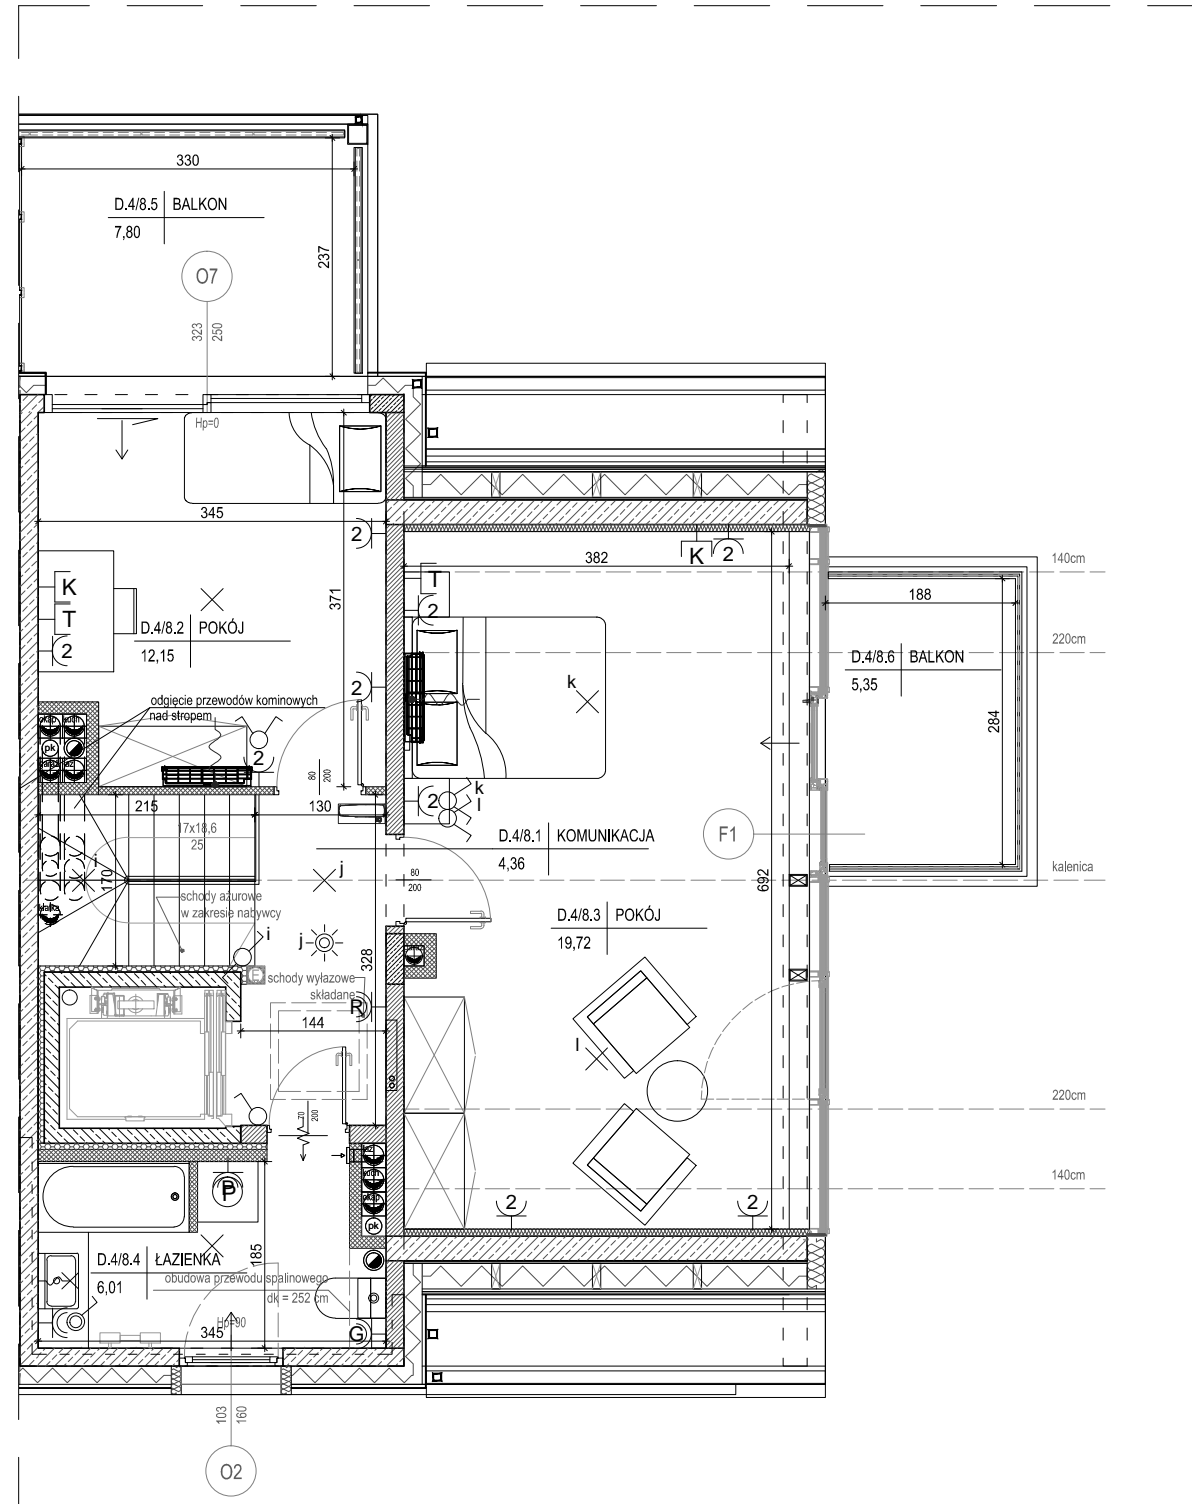 330
D.4/8.5 BALKON
7,80
237
O7
323
250
Hp=0
345
2
K
2
382
140cm
T
2
K
T
2
371
188
D.4/8.2 POKÓJ
12,15
220cm
D.4/8.6 BALKON
5,35
k
2
odgięcie przewodów kominowych
nad stropem
284
pk
2
80
200
k
l
2
215
130
17x18,6
25
D.4/8.1 KOMUNIKACJA
4,36
F1
kalenica
i
j
80
200
170
692
schody ażurowe
w zakresie nabywcy
D.4/8.3 POKÓJ
19,72
i
j
328
E
schody wyłazowe
składane
R
144
l
220cm
70
200
140cm
P
pk
2
2
185
D.4/8.4 ŁAZIENKA
6,01
obudowa przewodu spalinowego
dk = 252 cm
Hp=90
345
G
103
160
O2